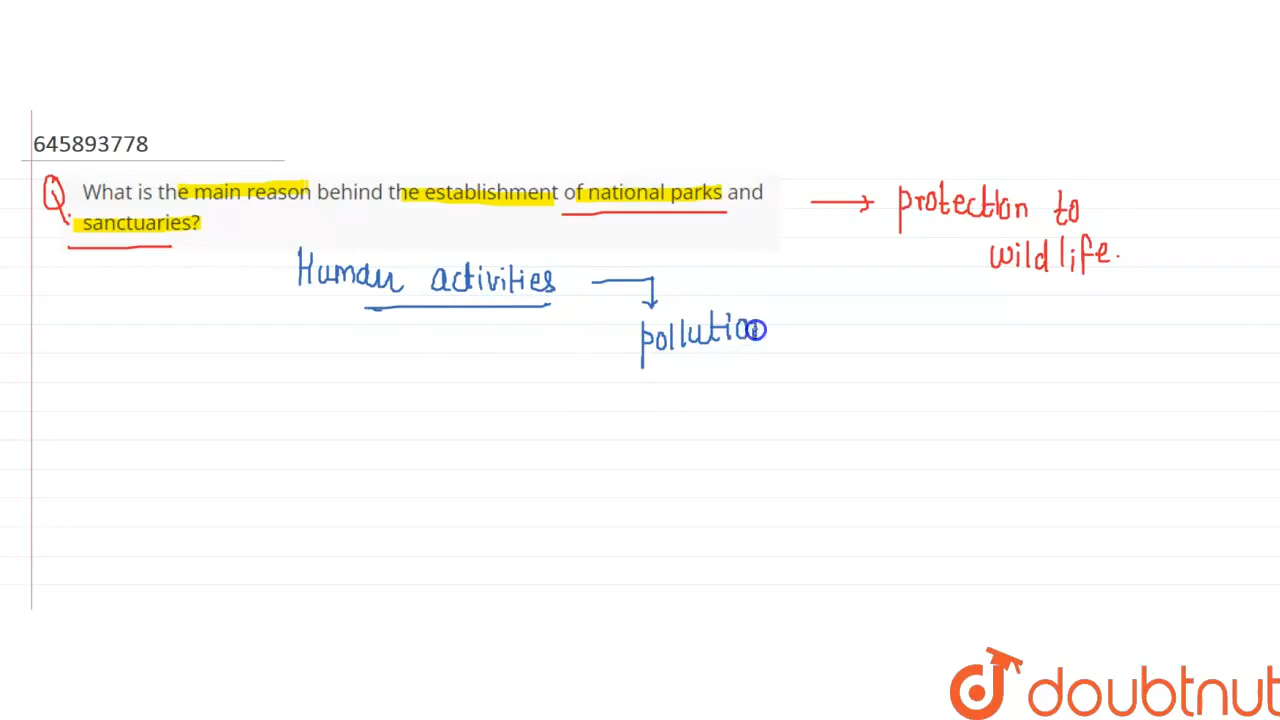 645893778
Q. What is the main reason behind the establishment of national parks and
sanctuaries?
→ protection to
wildlife.
Human activities
pollution
doubtnut